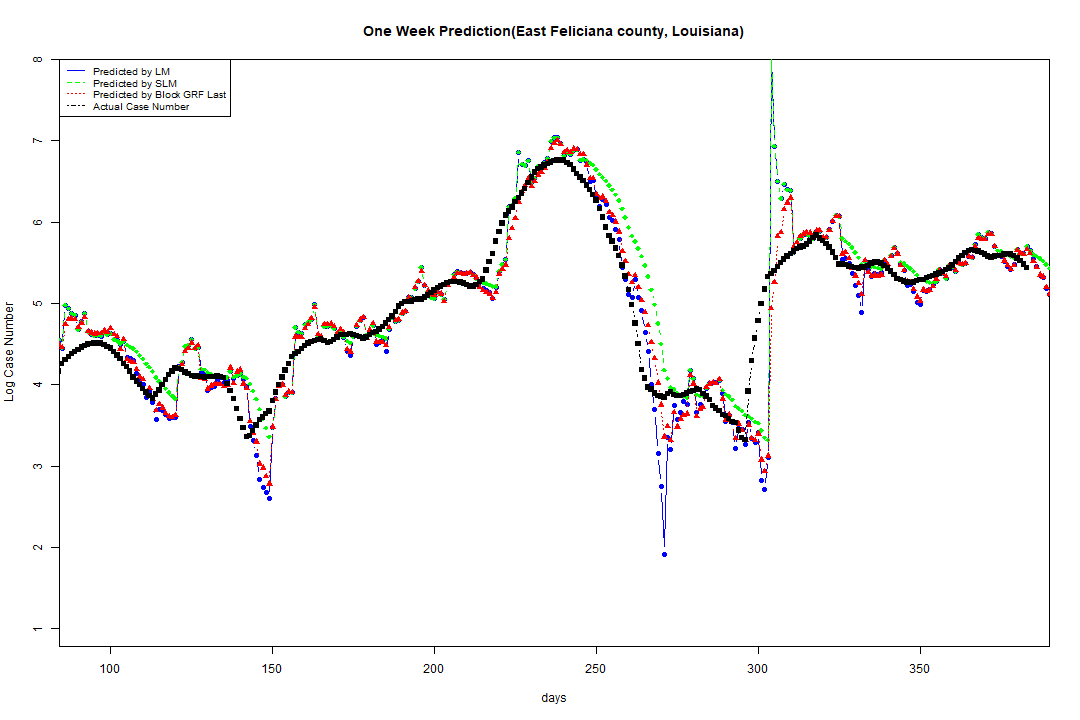 One Week Prediction(East Feliciana county, Louisiana)
Predicted by LM
Predicted by SLM
Predicted by Block GRF Last
Actual Case Number
8
7
6
5
4
3
2
1
Log Case Number
100 150 200 250 300 350
days